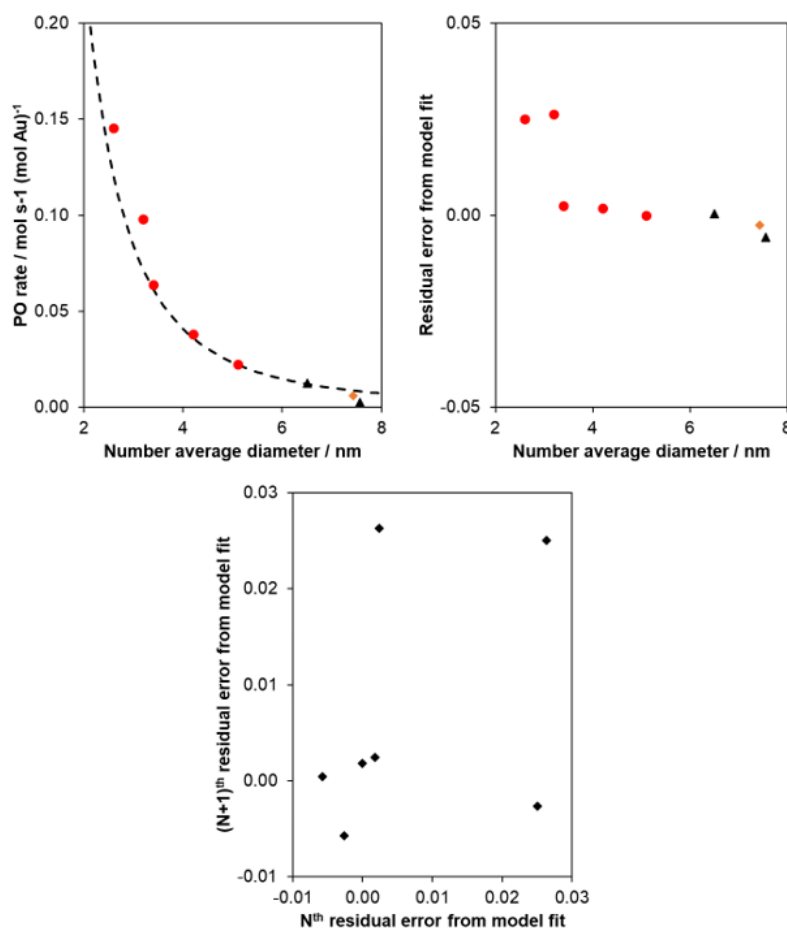 PO rate / mol s-1 (mol Au)⁻¹
0.20
0.15
0.10
0.05
0.00
2 4 6 8
Number average diameter / nm
Residual error from model fit
0.05
0.00
-0.05
2 4 6 8
Number average diameter / nm
(N+1)ᵗʰ residual error from model fit
0.03
0.02
0.01
0.00
-0.01
-0.01 0.00 0.01 0.02 0.03
Nᵗʰ residual error from model fit